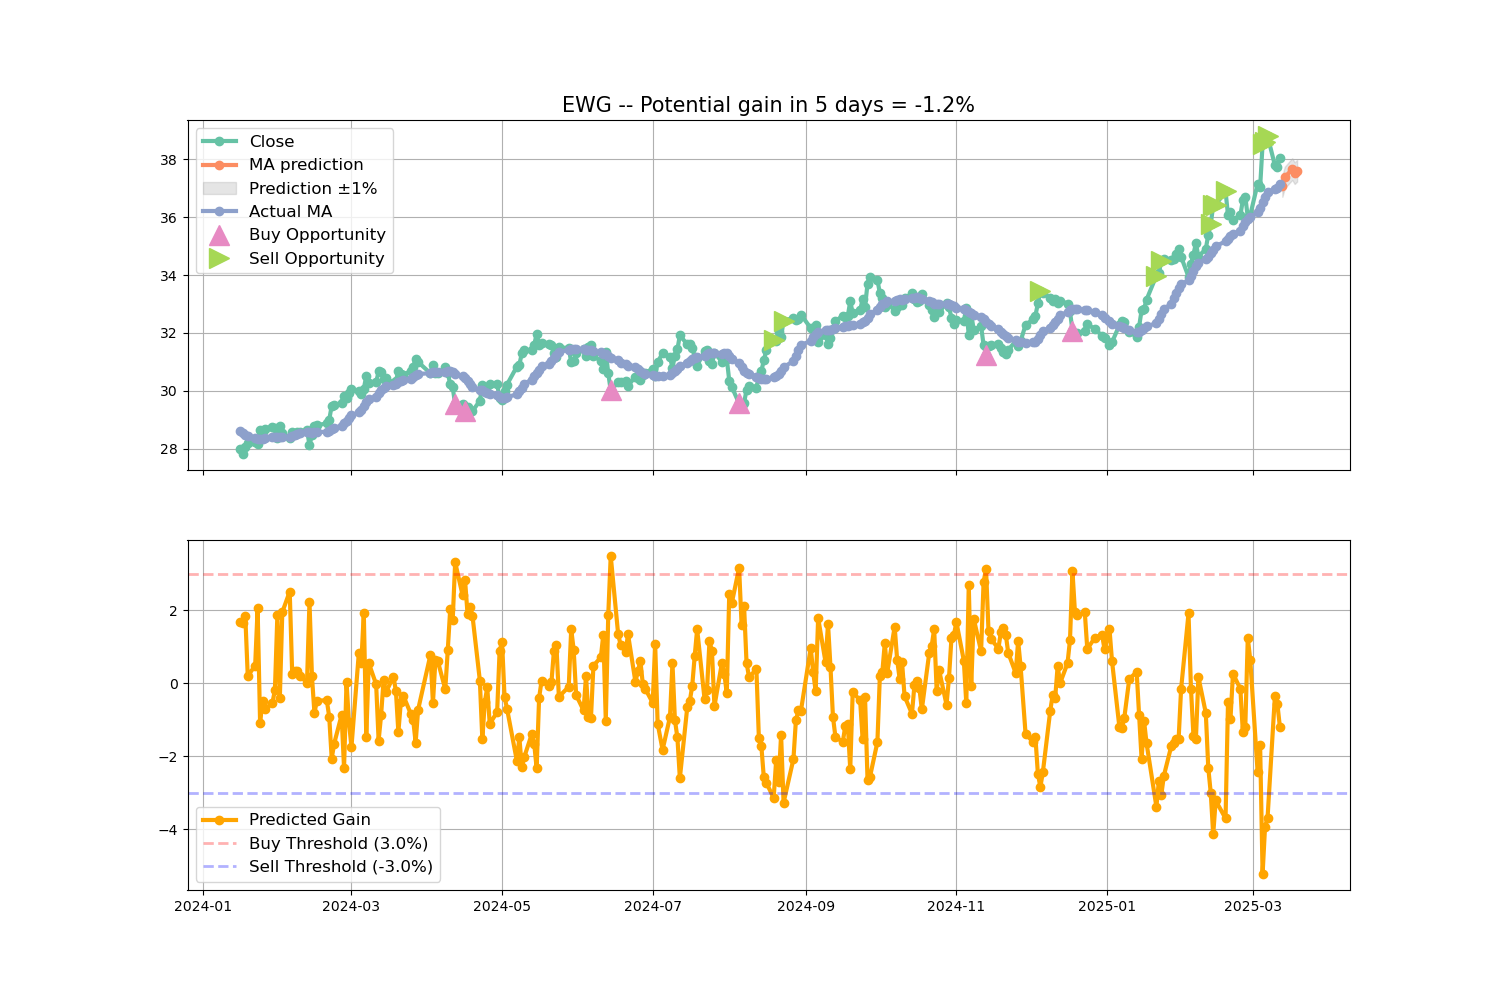 EWG -- Potential gain in 5 days = -1.2%
Close
MA prediction
Prediction ±1%
Actual MA
Buy Opportunity
Sell Opportunity
38
36
34
32
30
28
2
0
−2
−4
Predicted Gain
Buy Threshold (3.0%)
Sell Threshold (-3.0%)
2024-01 2024-03 2024-05 2024-07 2024-09 2024-11 2025-01 2025-03